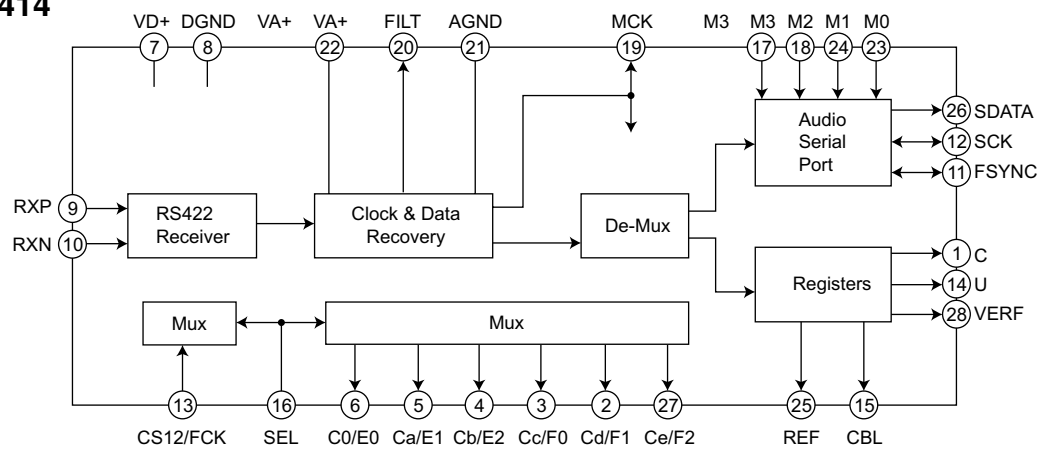 414
VD+ DGND VA+ VA+ FILT AGND MCK M3 M3 M2 M1 M0
7 8 22 20 21 19 17 18 24 23
Audio
Serial
Port
26 SDATA
12 SCK
11 FSYNC
RXP 9
RXN 10
RS422
Receiver
Clock & Data
Recovery
De-Mux
Registers
1 C
14 U
28 VERF
Mux
Mux
13 16 6 5 4 3 2 27 25 15
CS12/FCK SEL C0/E0 Ca/E1 Cb/E2 Cc/F0 Cd/F1 Ce/F2 REF CBL